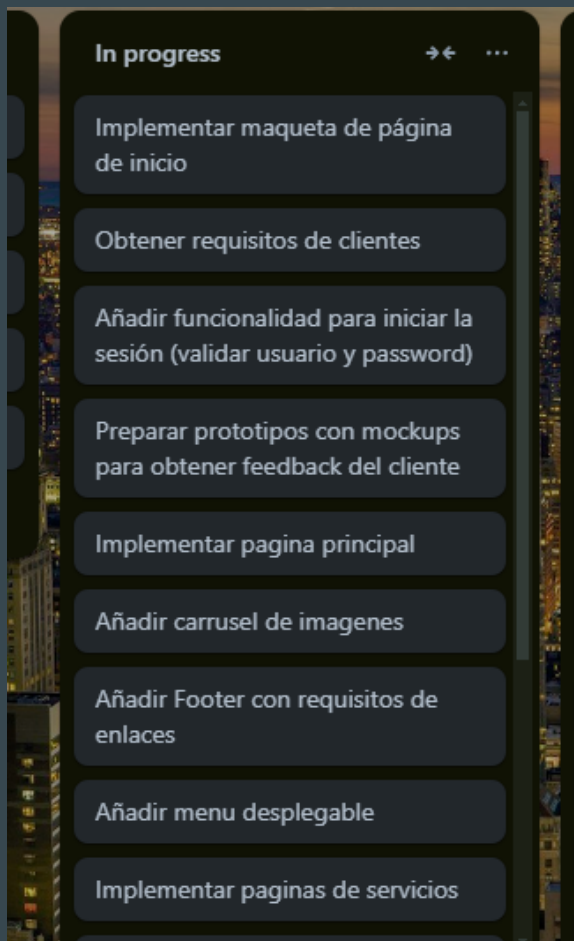 In progress
Implementar maqueta de página
de inicio
Obtener requisitos de clientes
Añadir funcionalidad para iniciar la
sesión (validar usuario y password)
Preparar prototipos con mockups
para obtener feedback del cliente
Implementar pagina principal
Añadir carrusel de imagenes
Añadir Footer con requisitos de
enlaces
Añadir menu desplegable
Implementar paginas de servicios